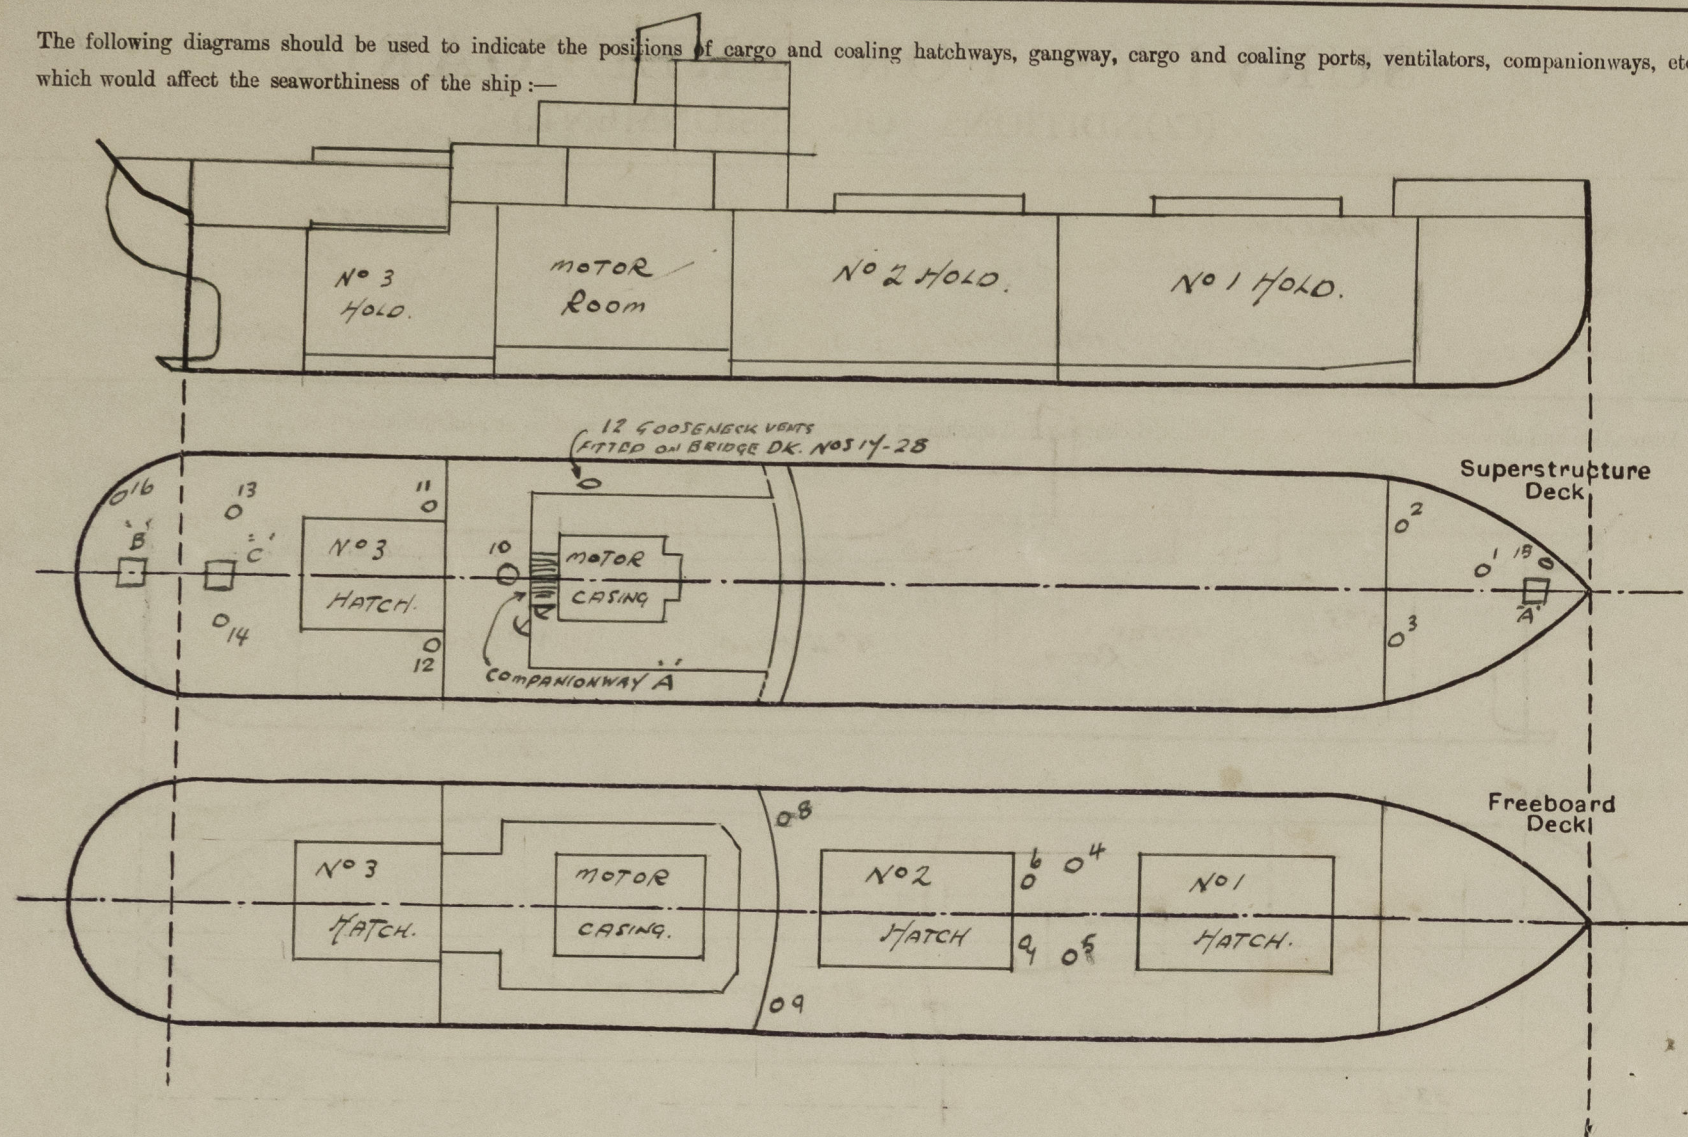 The following diagrams should be used to indicate the positions of cargo and coaling hatchways, gangway, cargo and coaling ports, ventilators, companionways, etc
which would affect the seaworthiness of the ship :—
No 3
HOLD.
MOTOR
ROOM
No 2 HOLD.
No 1 HOLD.
12 GOOSENECK VENTS
FITTED ON BRIDGE DK. NOS 17-28
Superstructure
Deck
16
13
11
2
"B"
"C"
No 3
HATCH.
10
MOTOR
CASING
1
15
"A"
14
12
3
COMPANIONWAY "A"
Freeboard
Deck
8
No 3
HATCH.
MOTOR
CASING.
No 2
HATCH
6
4
7
5
No 1
HATCH.
9